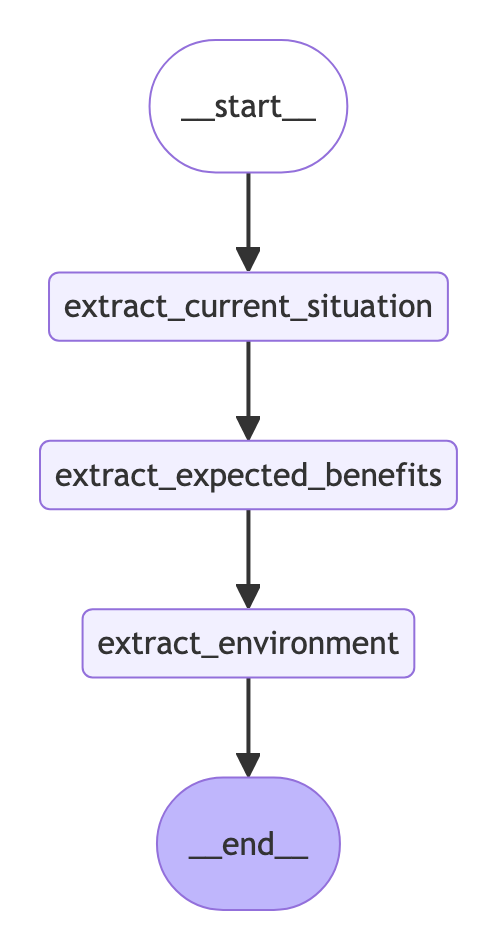 __start__
extract_current_situation
extract_expected_benefits
extract_environment
__end__